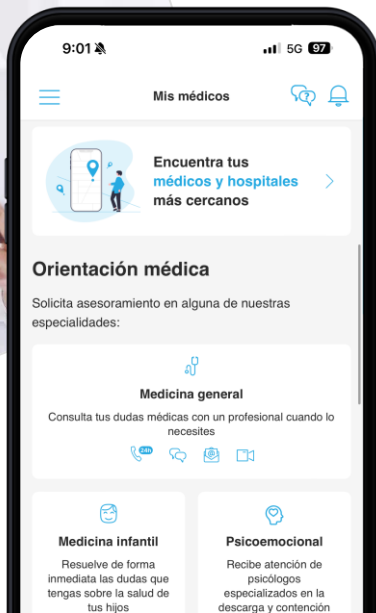 9:01 5G 97
Mis médicos
Encuentra tus
médicos y hospitales
más cercanos
Orientación médica
Solicita asesoramiento en alguna de nuestras
especialidades:
Medicina general
Consulta tus dudas médicas con un profesional cuando lo
necesites
24h
Medicina infantil
Resuelve de forma
inmediata las dudas que
tengas sobre la salud de
tus hijos
Psicoemocional
Recibe atención de
psicólogos
especializados en la
descarga y contención